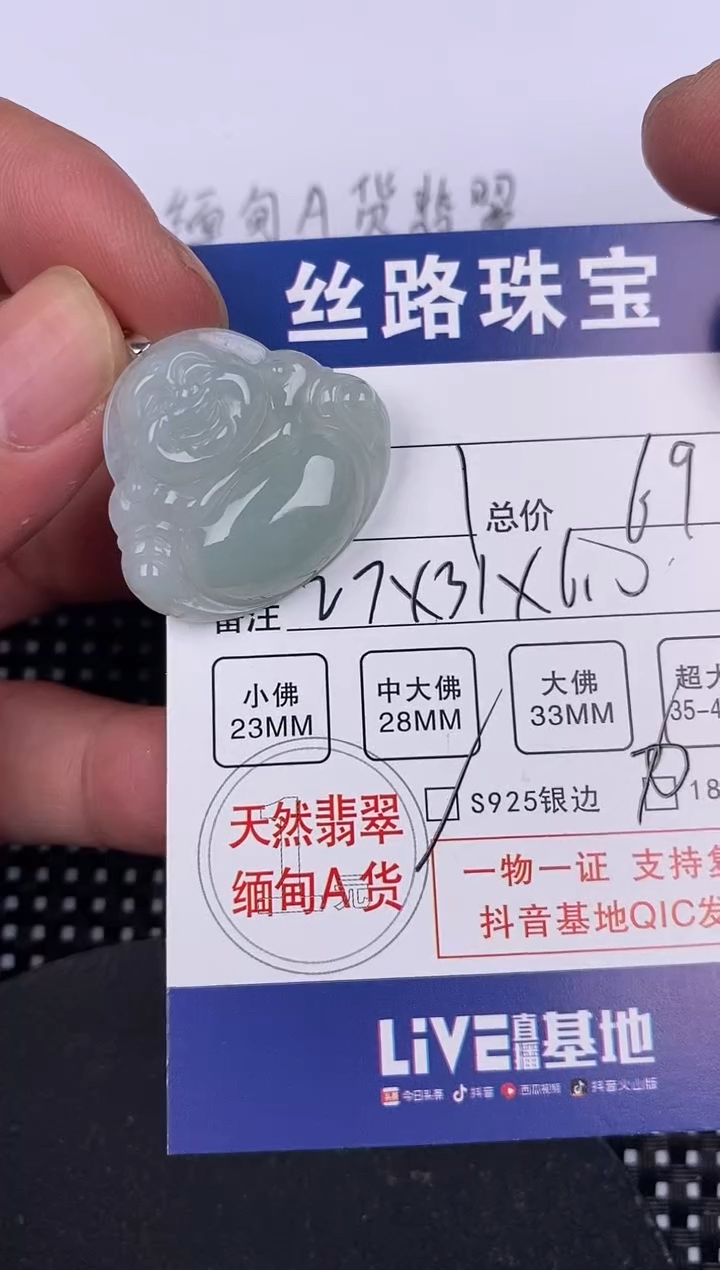 缅甸A货翡翠
丝路珠宝
总价 69
备注 27X31X
小佛
23MM
中大佛
28MM
大佛
33MM
超大
35-4
S925银边
18
天然翡翠
缅甸A货
一物一证 支持复
抖音基地QIC发
LiVE直播基地
今日头条 抖音 西瓜视频 抖音火山版